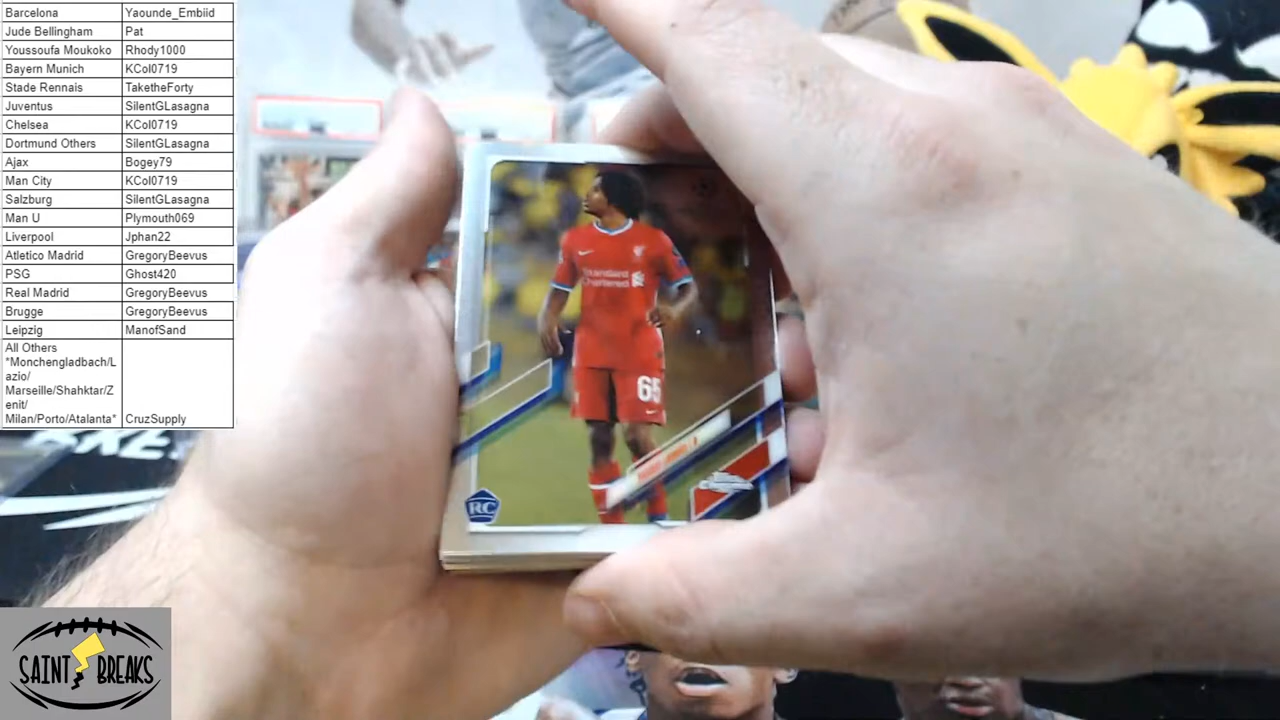 Barcelona Yaounde_Embiid
Jude Bellingham Pat
Youssoufa Moukoko Rhody1000
Bayern Munich KCol0719
Stade Rennais TaketheForty
Juventus SilentGLasagna
Chelsea KCol0719
Dortmund Others SilentGLasagna
Ajax Bogey79
Man City KCol0719
Salzburg SilentGLasagna
Man U Plymouth069
Liverpool Jphan22
Atletico Madrid GregoryBeevus
PSG Ghost420
Real Madrid GregoryBeevus
Brugge GregoryBeevus
Leipzig ManofSand
All Others
*Monchengladbach/L
azio/
Marseille/Shahktar/Z
enit/
Milan/Porto/Atalanta* CruzSupply
Standard
Chartered
65
RC
SAINT BREAKS